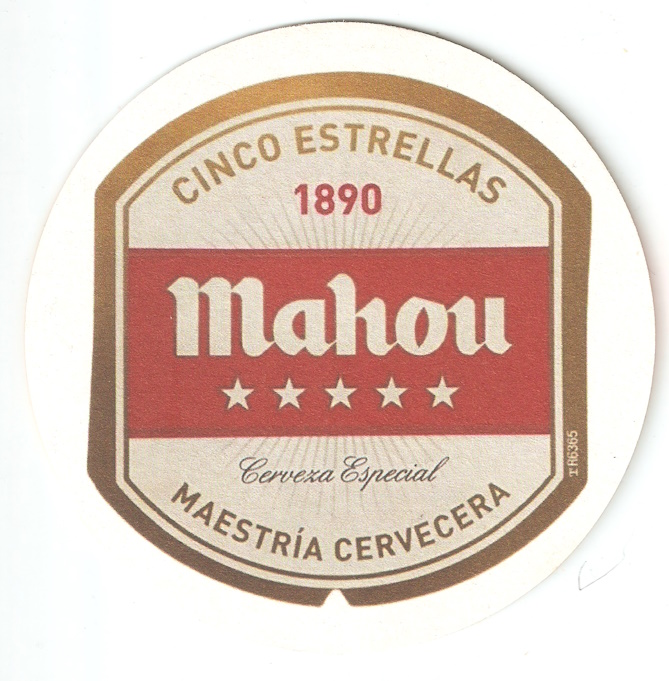 CINCO ESTRELLAS
1890
Mahou
Cerveza Especial
MAESTRÍA CERVECERA